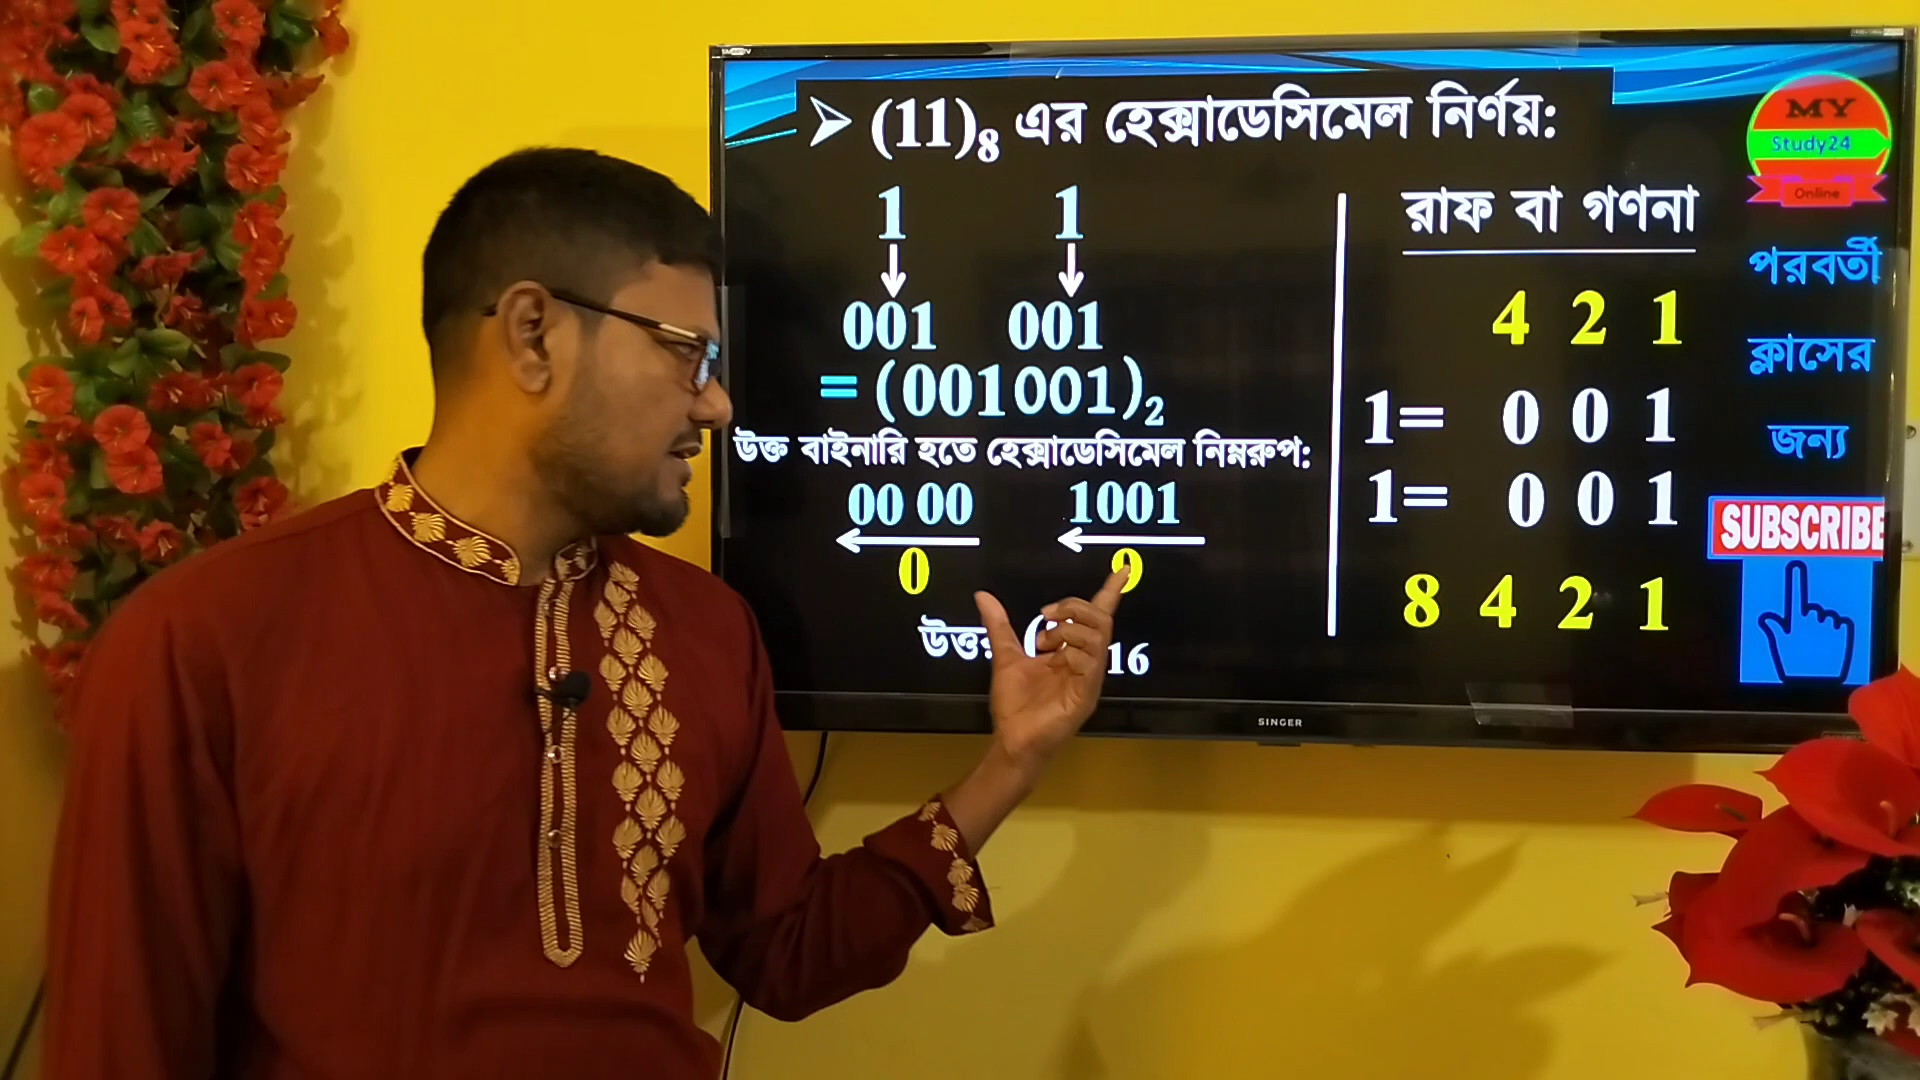 ➢ (11)₈ এর হেক্সাডেসিমেল নির্ণয়:
1 1
001 001
= (001001)₂
উক্ত বাইনারি হতে হেক্সাডেসিমেল নিম্নরুপ:
00 00 1001
0 9
16
রাফ বা গণনা
4 2 1
1= 0 0 1
1= 0 0 1
8 4 2 1
MY
Study24
Online
পরবর্তী
ক্লাসের
জন্য
SUBSCRIBE
SINGER